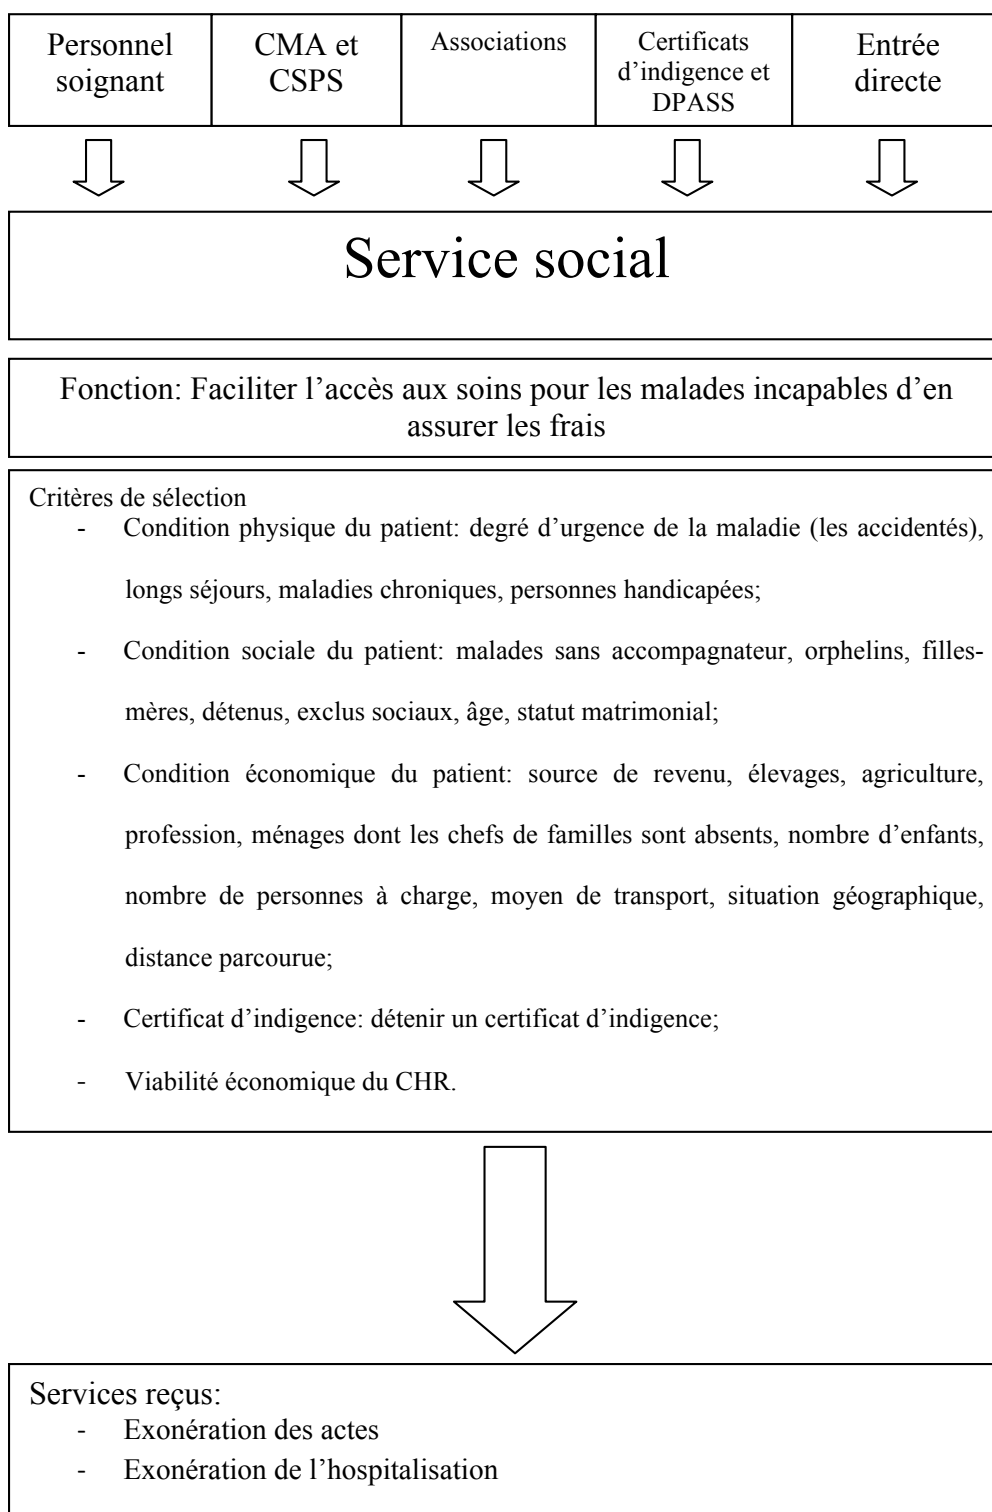 Personnel
soignant
CMA et
CSPS
Associations
Certificats
d’indigence et
DPASS
Entrée
directe
Service social
Fonction: Faciliter l’accès aux soins pour les malades incapables d’en
assurer les frais
Critères de sélection
- Condition physique du patient: degré d’urgence de la maladie (les accidentés),
longs séjours, maladies chroniques, personnes handicapées;
- Condition sociale du patient: malades sans accompagnateur, orphelins, filles-
mères, détenus, exclus sociaux, âge, statut matrimonial;
- Condition économique du patient: source de revenu, élevages, agriculture,
profession, ménages dont les chefs de familles sont absents, nombre d’enfants,
nombre de personnes à charge, moyen de transport, situation géographique,
distance parcourue;
- Certificat d’indigence: détenir un certificat d’indigence;
- Viabilité économique du CHR.
Services reçus:
- Exonération des actes
- Exonération de l’hospitalisation